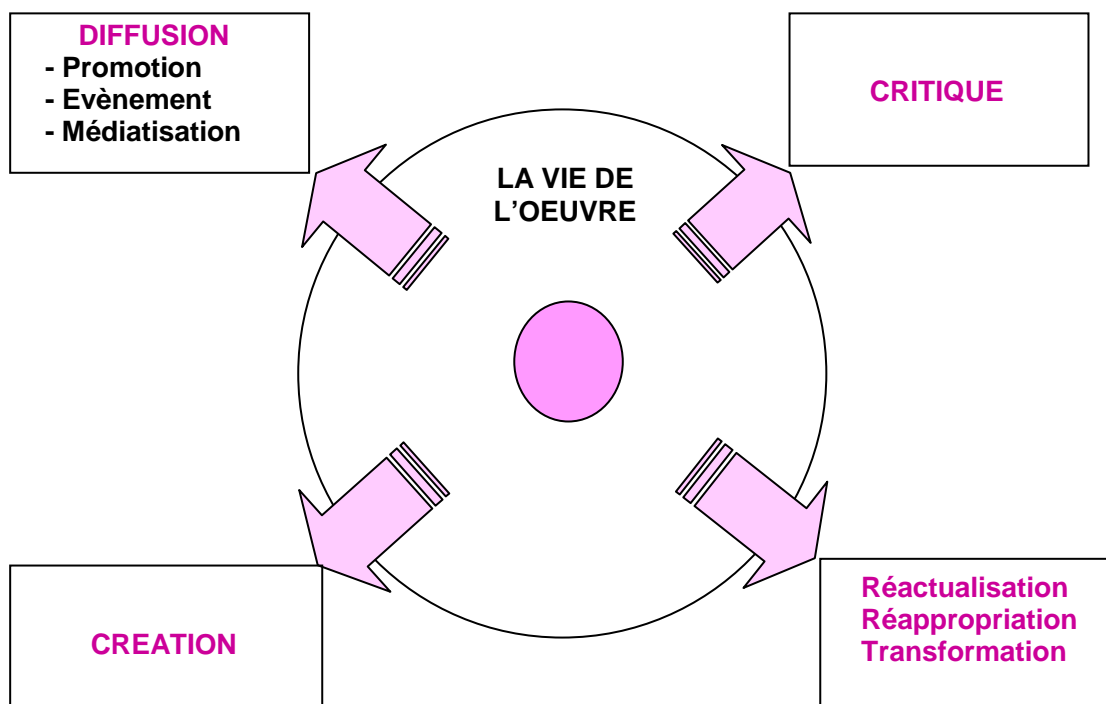 DIFFUSION
- Promotion
- Evènement
- Médiatisation
CRITIQUE
LA VIE DE
L'OEUVRE
CREATION
Réactualisation
Réappropriation
Transformation